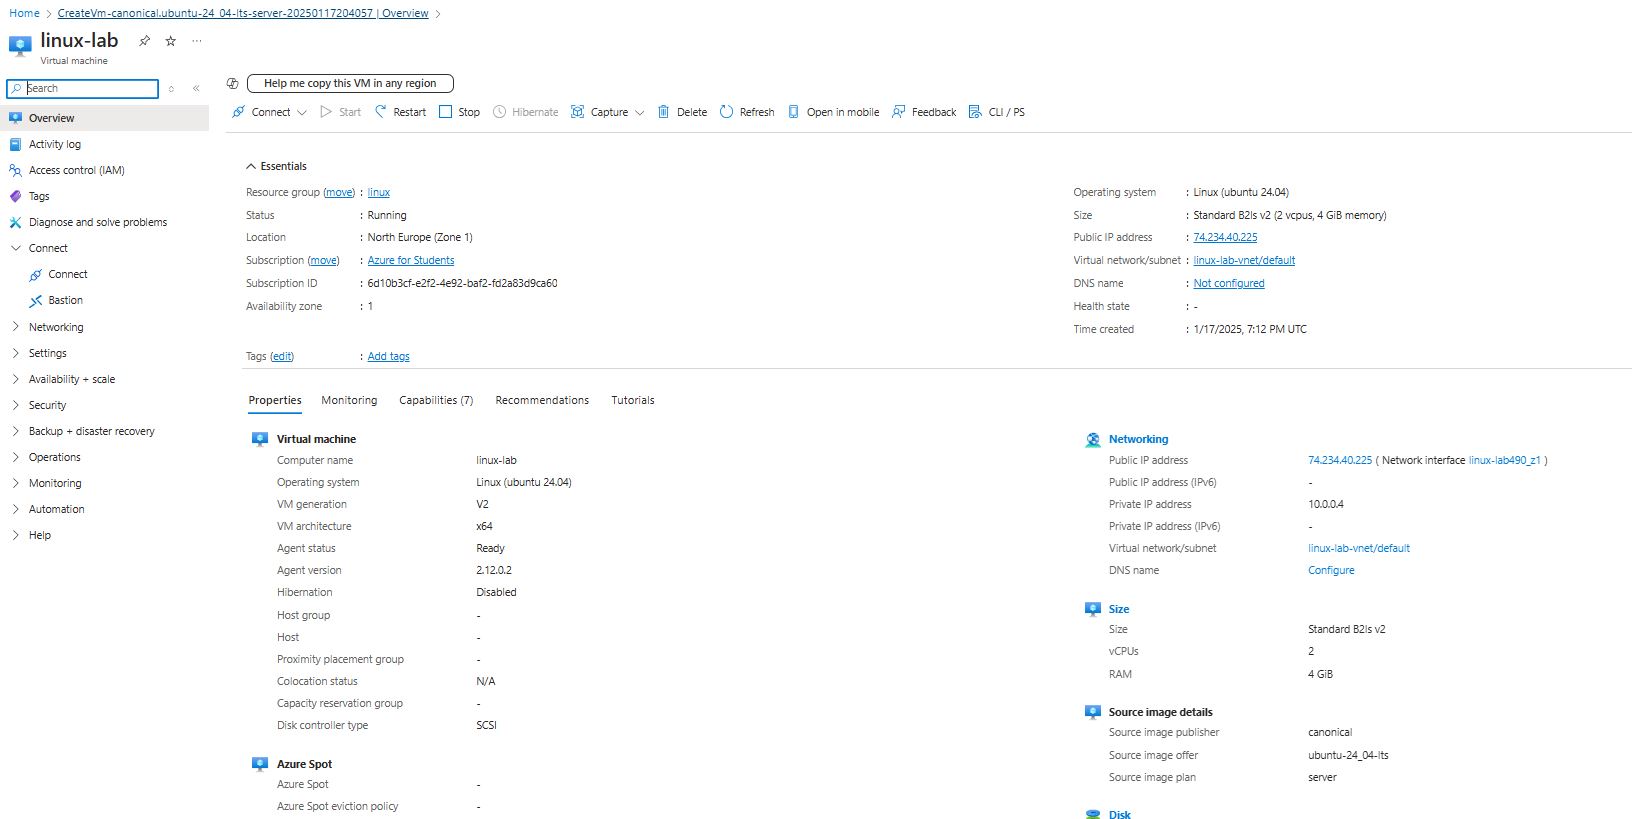 Home > CreateVm-canonical.ubuntu-24_04-lts-server-20250117204057 | Overview >
linux-lab
Virtual machine
Search
Help me copy this VM in any region
Connect Start Restart Stop Hibernate Capture Delete Refresh Open in mobile Feedback CLI / PS
Overview
Activity log
Access control (IAM)
Tags
Diagnose and solve problems
Connect
Connect
Bastion
Networking
Settings
Availability + scale
Security
Backup + disaster recovery
Operations
Monitoring
Automation
Help
Essentials
Resource group (move) : linux
Status : Running
Location : North Europe (Zone 1)
Subscription (move) : Azure for Students
Subscription ID : 6d10b3cf-e2f2-4e92-baf2-fd2a83d9ca60
Availability zone : 1
Operating system : Linux (ubuntu 24.04)
Size : Standard B2ls v2 (2 vcpus, 4 GiB memory)
Public IP address : 74.234.40.225
Virtual network/subnet : linux-lab-vnet/default
DNS name : Not configured
Health state : -
Time created : 1/17/2025, 7:12 PM UTC
Tags (edit) : Add tags
Properties Monitoring Capabilities (7) Recommendations Tutorials
Virtual machine
Computer name linux-lab
Operating system Linux (ubuntu 24.04)
VM generation V2
VM architecture x64
Agent status Ready
Agent version 2.12.0.2
Hibernation Disabled
Host group -
Host -
Proximity placement group -
Colocation status N/A
Capacity reservation group -
Disk controller type SCSI
Azure Spot
Azure Spot -
Azure Spot eviction policy -
Networking
Public IP address 74.234.40.225 ( Network interface linux-lab490_z1 )
Public IP address (IPv6) -
Private IP address 10.0.0.4
Private IP address (IPv6) -
Virtual network/subnet linux-lab-vnet/default
DNS name Configure
Size
Size Standard B2ls v2
vCPUs 2
RAM 4 GiB
Source image details
Source image publisher canonical
Source image offer ubuntu-24_04-lts
Source image plan server
Disk